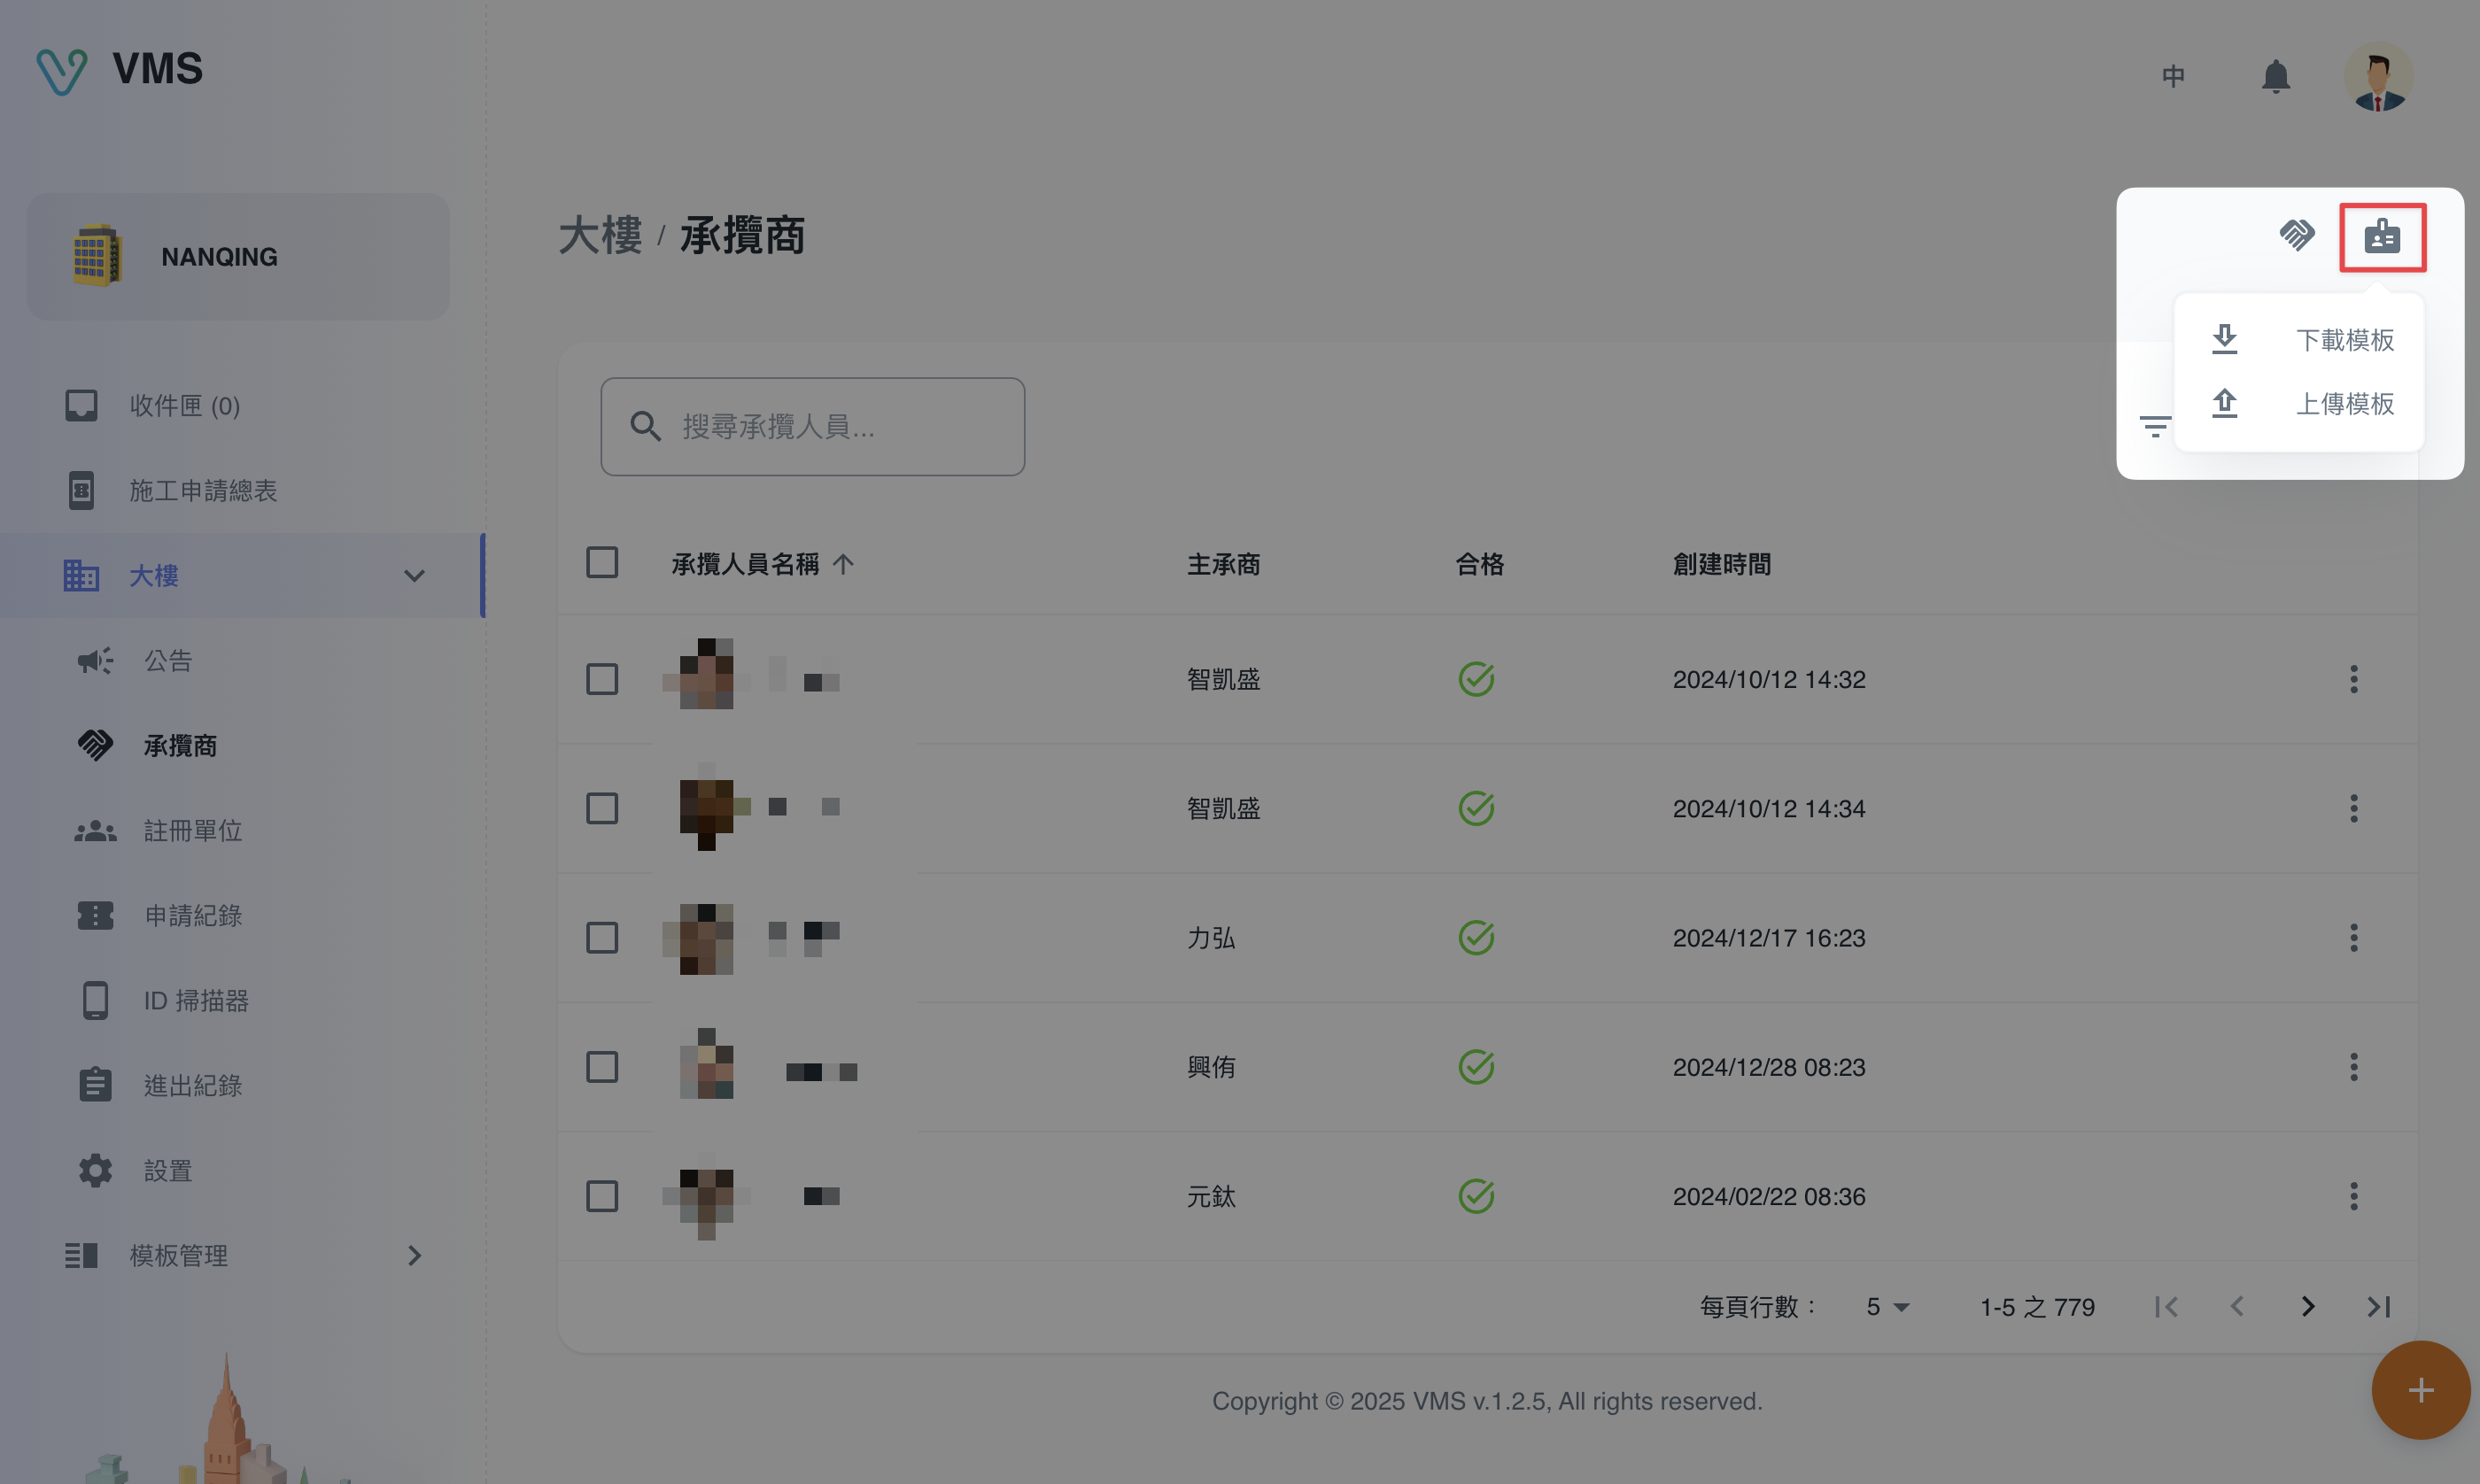 VMS
中
NANQING
大樓 / 承攬商
下載模板
上傳模板
收件匣 (0)
施工申請總表
大樓
公告
承攬商
註冊單位
申請紀錄
ID 掃描器
進出紀錄
設置
模板管理
搜尋承攬人員...
承攬人員名稱 主承商 合格 創建時間
智凱盛 2024/10/12 14:32
智凱盛 2024/10/12 14:34
力弘 2024/12/17 16:23
興侑 2024/12/28 08:23
元鈦 2024/02/22 08:36
每頁行數： 5 1-5 之 779
Copyright © 2025 VMS v.1.2.5, All rights reserved.